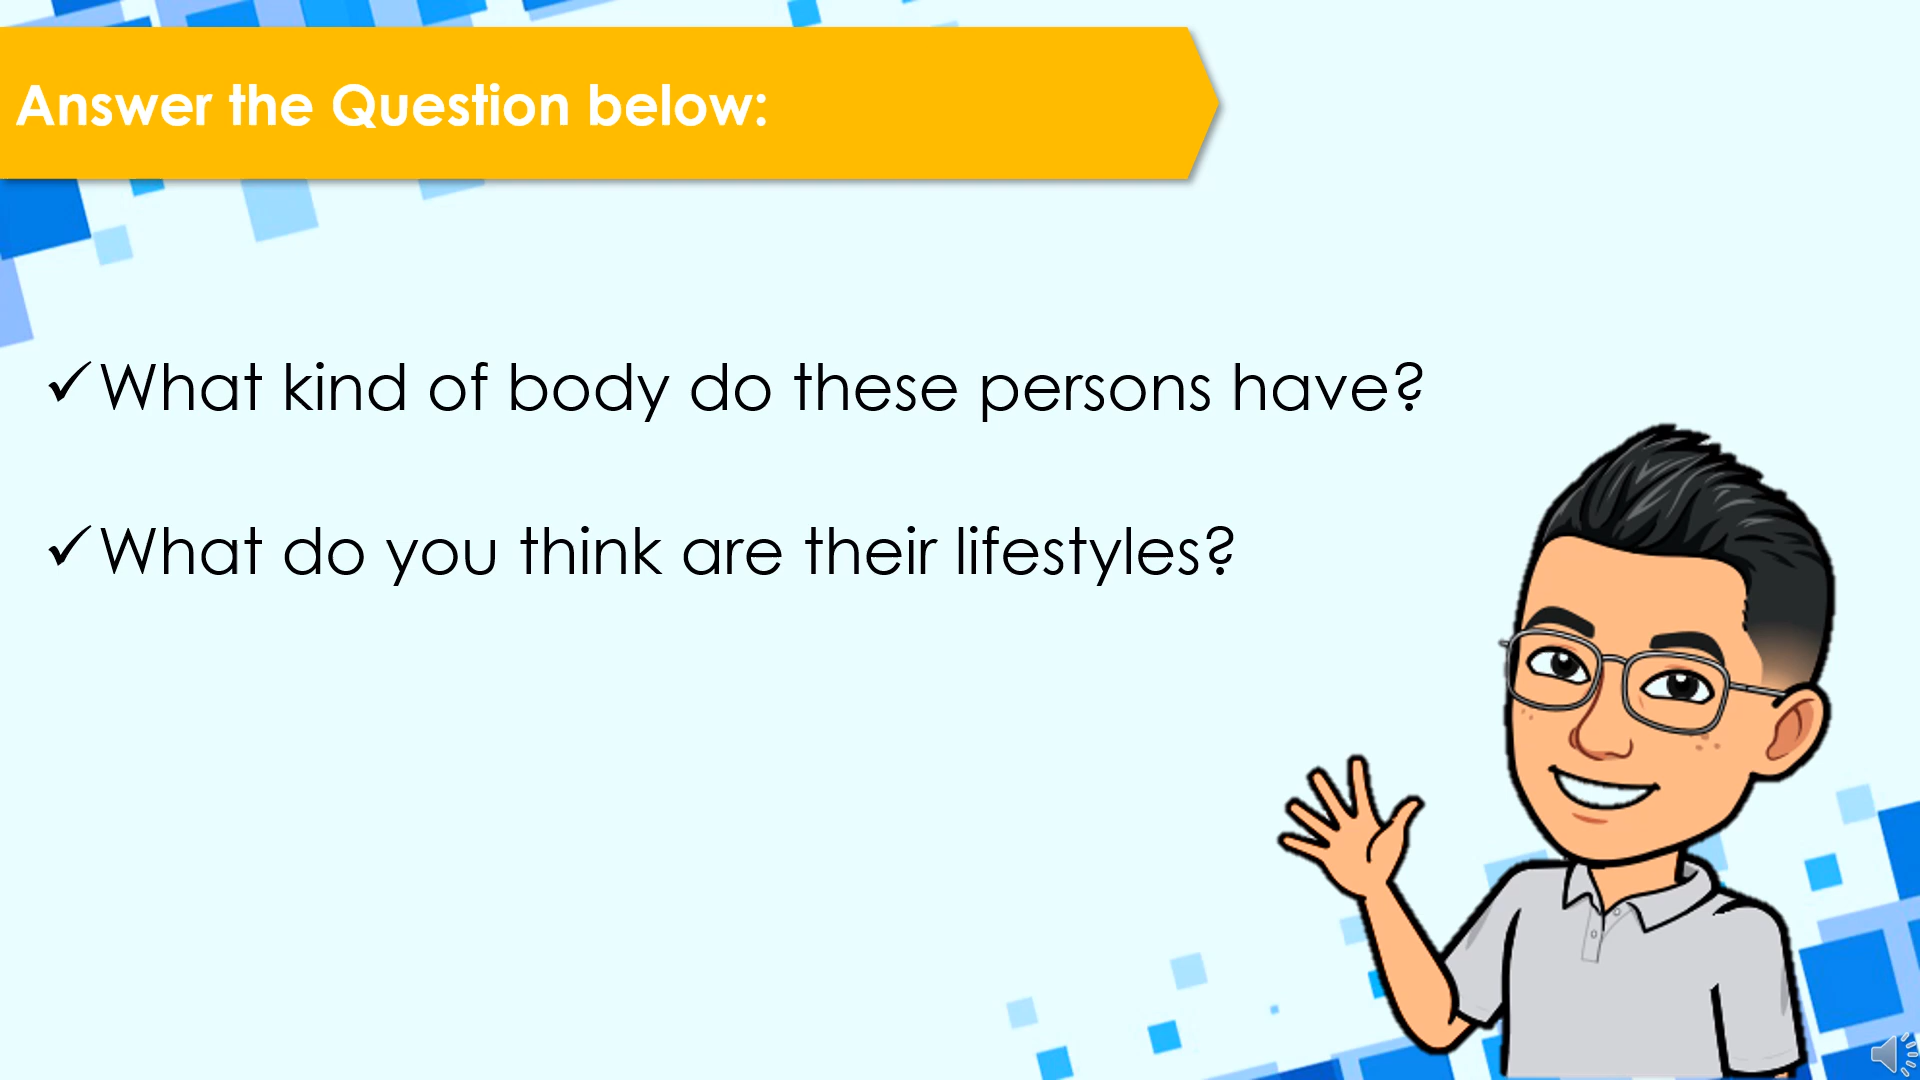 Answer the Question below:
✓What kind of body do these persons have?
✓What do you think are their lifestyles?